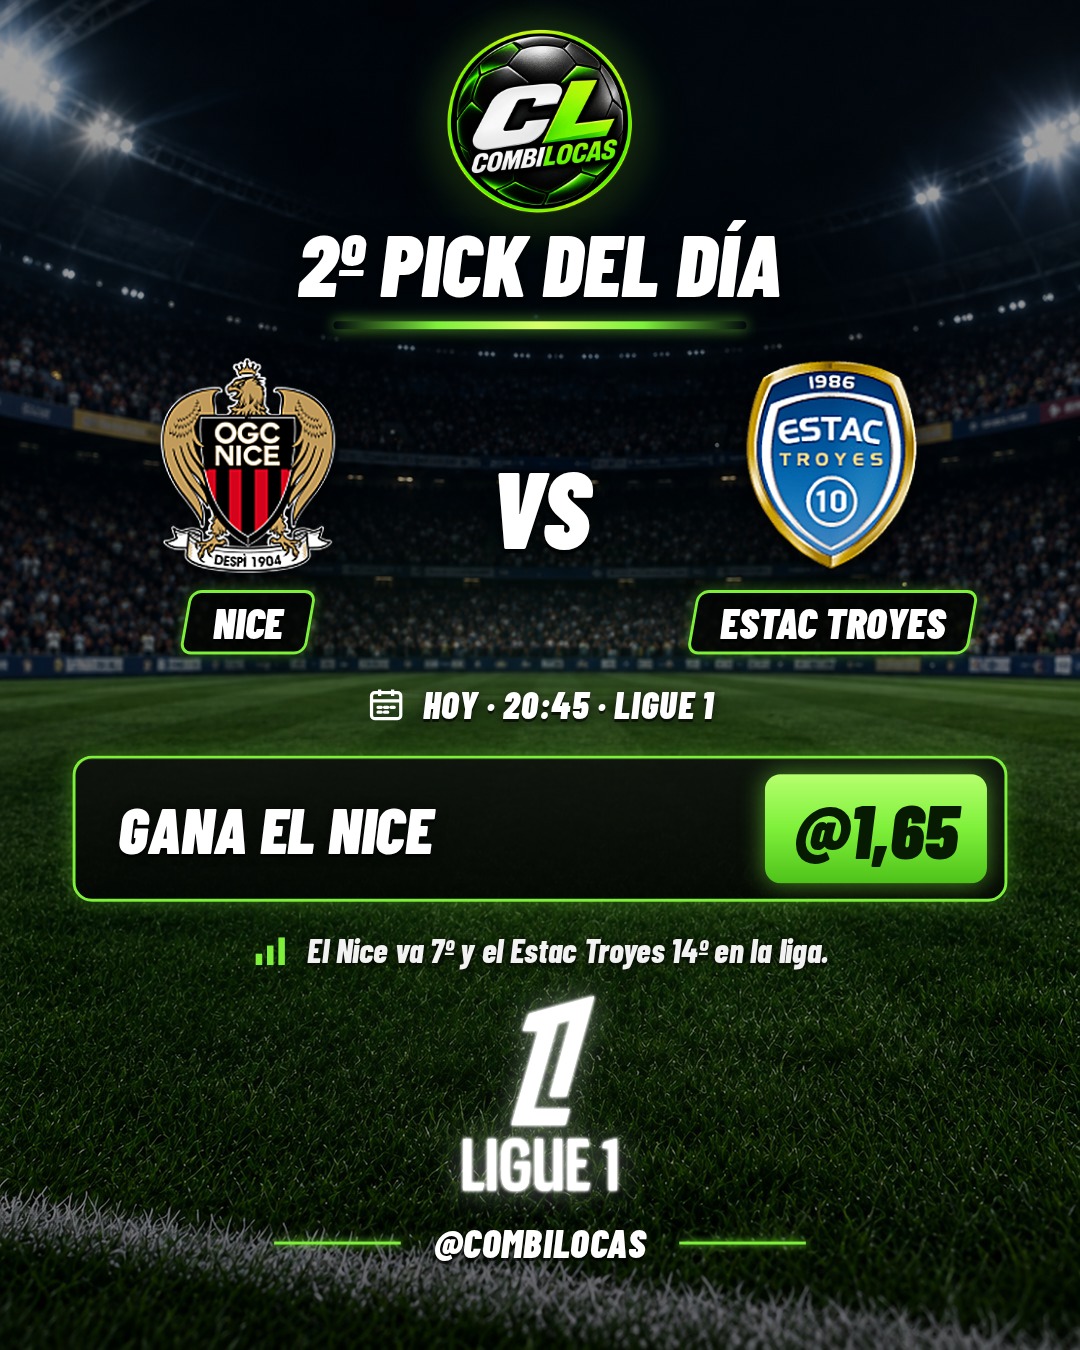 CL
COMBILOCAS
2º PICK DEL DÍA
OGC
NICE
DESPÌ 1904
1986
ESTAC
TROYES
10
VS
NICE
ESTAC TROYES
HOY · 20:45 · LIGUE 1
GANA EL NICE
@1,65
El Nice va 7º y el Estac Troyes 14º en la liga.
LIGUE 1
@COMBILOCAS